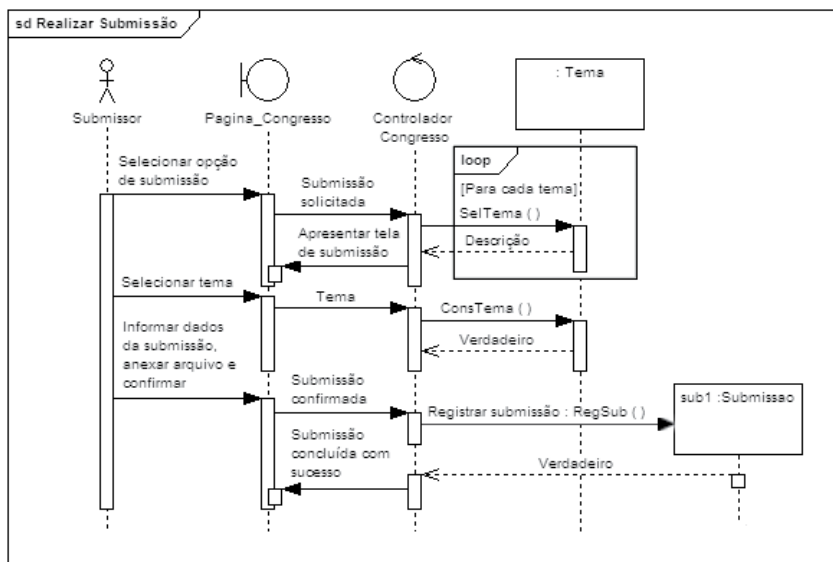 sd Realizar Submissão
: Tema
Submissor
Pagina_Congresso
Controlador
Congresso
loop
Selecionar opção
de submissão
[Para cada tema]
Submissão
solicitada
SelTema ( )
Apresentar tela
de submissão
Descrição
Selecionar tema
Tema
ConsTema ( )
Informar dados
da submissão,
anexar arquivo e
confirmar
Verdadeiro
Submissão
confirmada
Registrar submissão : RegSub ( )
sub1 :Submissao
Submissão
concluída com
sucesso
Verdadeiro